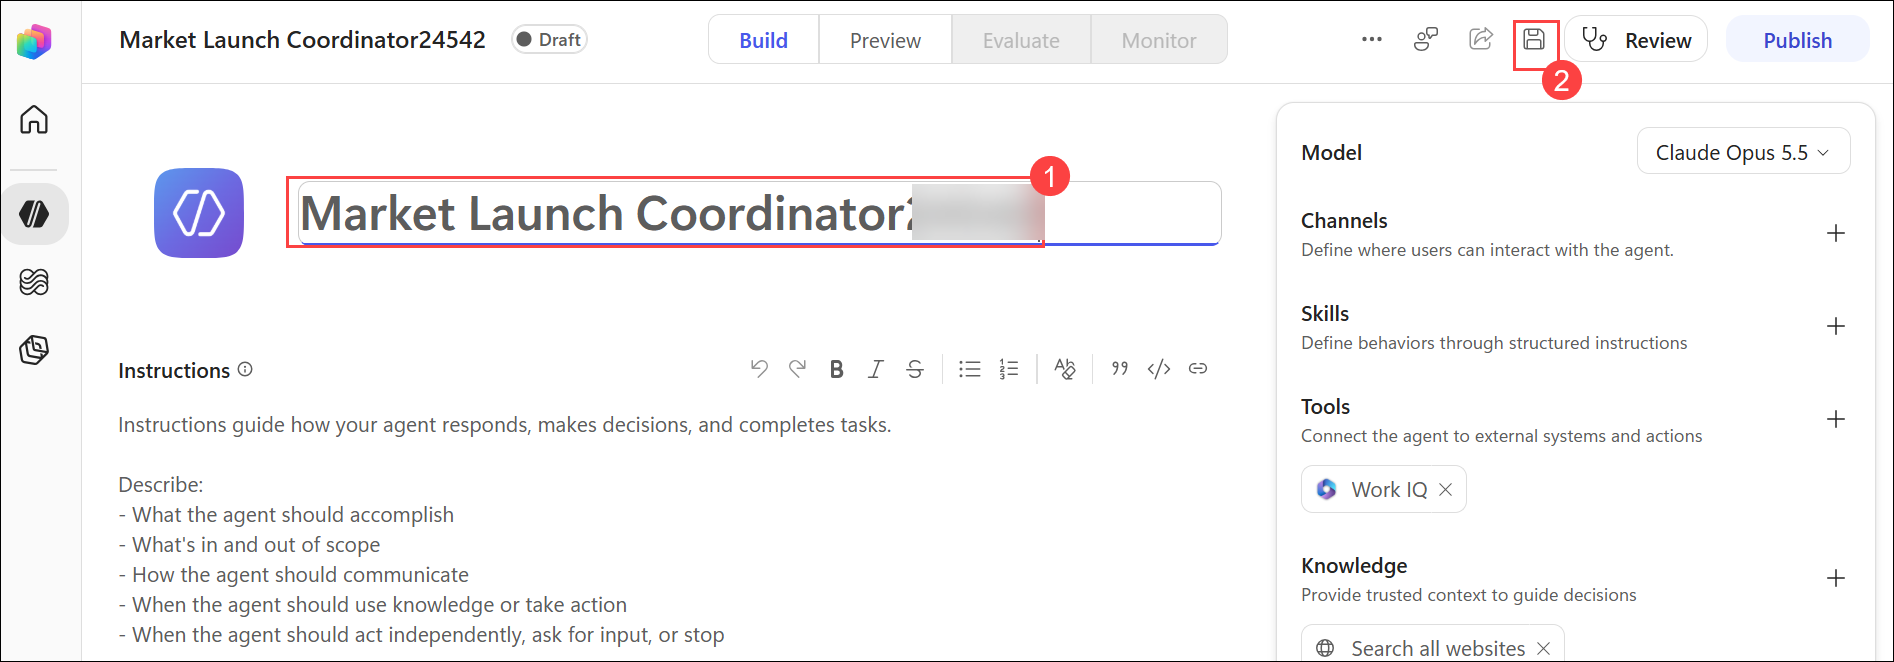 Market Launch Coordinator24542
Draft
Build
Preview
Evaluate
Monitor
Review
Publish
2
1
Market Launch Coordinator
Instructions
Instructions guide how your agent responds, makes decisions, and completes tasks.
Describe:
- What the agent should accomplish
- What's in and out of scope
- How the agent should communicate
- When the agent should use knowledge or take action
- When the agent should act independently, ask for input, or stop
Model
Claude Opus 5.5
Channels
Define where users can interact with the agent.
Skills
Define behaviors through structured instructions
Tools
Connect the agent to external systems and actions
Work IQ
Knowledge
Provide trusted context to guide decisions
Search all websites